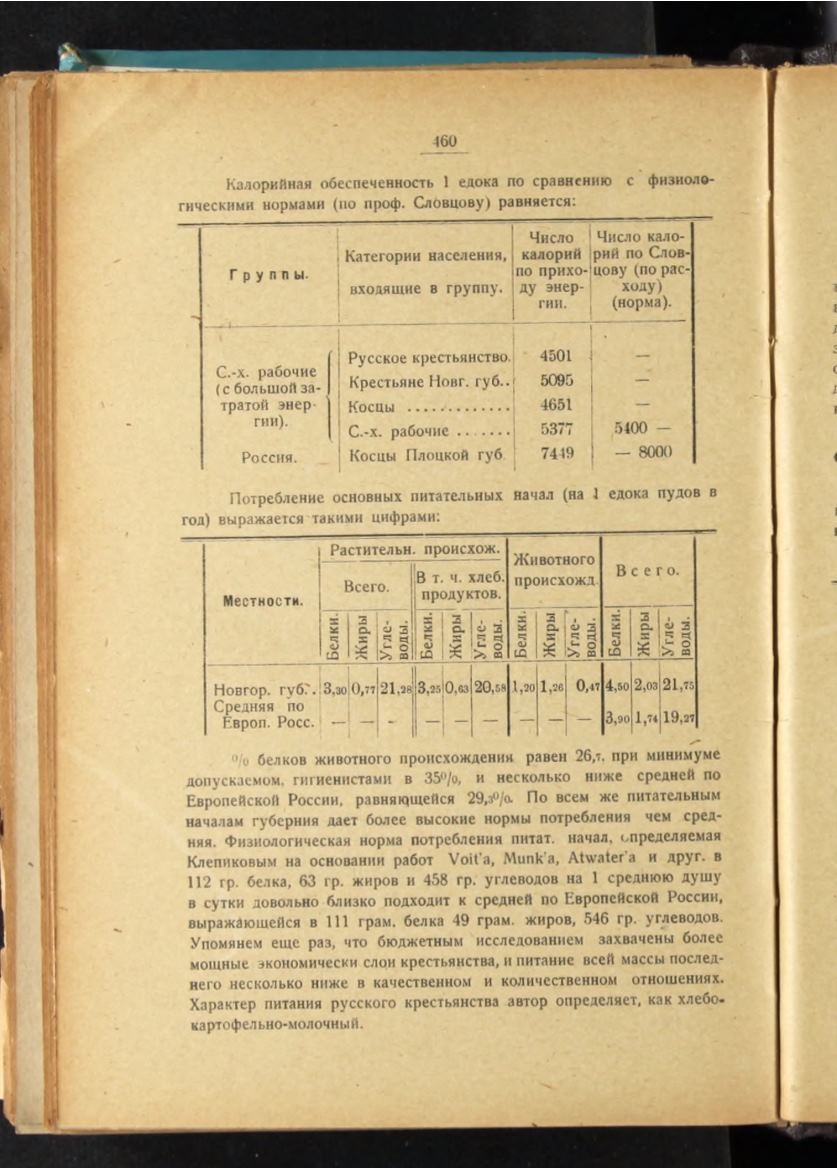 460
Калорийная обеспеченность 1 едока по сравнению с физиоло-
гическими нормами (по проф. Словцову) равняется:
Группы. Категории населения, входящие в группу. Число калорий по приходу энергии. Число калорий по Словцову (по расходу) (норма).
С.-х. рабочие
(с большой за-
тратой энер-
гии).
Русское крестьянство. 4501 —
Крестьяне Новг. губ.. 5095 —
Косцы ............. 4651 —
С.-х. рабочие ....... 5377 5400 —
Россия. Косцы Плоцкой губ 7449 — 8000
Потребление основных питательных начал (на 1 едока пудов в
год) выражается такими цифрами:
Местности.
Растительн. происхож.
Всего.
В т. ч. хлеб.
продуктов.
Животного
происхожд.
Всего.
Белки. Жиры Угле-воды. Белки. Жиры Угле-воды. Белки. Жиры Угле-воды. Белки. Жиры Угле-воды.
Новгор. губ. 3,30 0,77 21,28 3,25 0,63 20,58 1,20 1,26 0,47 4,50 2,03 21,75
Средняя по
Европ. Росс. — — - — — — — — — 3,90 1,74 19,27
% белков животного происхождения равен 26,7, при минимуме
допускаемом, гигиенистами в 35%, и несколько ниже средней по
Европейской России, равняющейся 29,3%. По всем же питательным
началам губерния дает более высокие нормы потребления чем сред-
няя. Физиологическая норма потребления питат. начал, определяемая
Клепиковым на основании работ Voit'a, Munk'a, Atwater'a и друг. в
112 гр. белка, 63 гр. жиров и 458 гр. углеводов на 1 среднюю душу
в сутки довольно близко подходит к средней по Европейской России,
выражающейся в 111 грам. белка 49 грам. жиров, 546 гр. углеводов.
Упомянем еще раз, что бюджетным исследованием захвачены более
мощные экономически слои крестьянства, и питание всей массы послед-
него несколько ниже в качественном и количественном отношениях.
Характер питания русского крестьянства автор определяет, как хлебо-
картофельно-молочный.